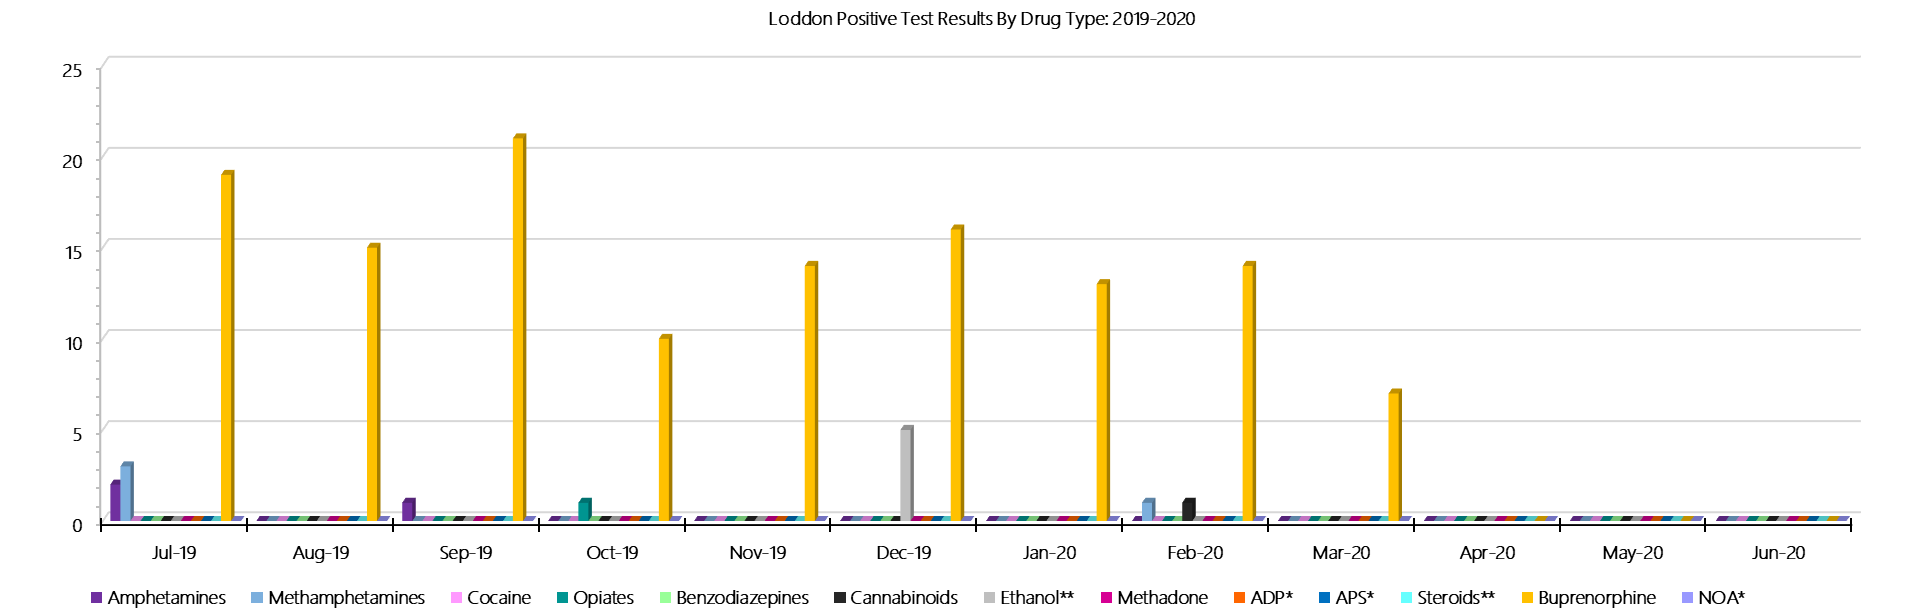 Loddon Positive Test Results By Drug Type: 2019-2020
25
20
15
10
5
0
Jul-19 Aug-19 Sep-19 Oct-19 Nov-19 Dec-19 Jan-20 Feb-20 Mar-20 Apr-20 May-20 Jun-20
Amphetamines Methamphetamines Cocaine Opiates Benzodiazepines Cannabinoids Ethanol** Methadone ADP* APS* Steroids** Buprenorphine NOA*